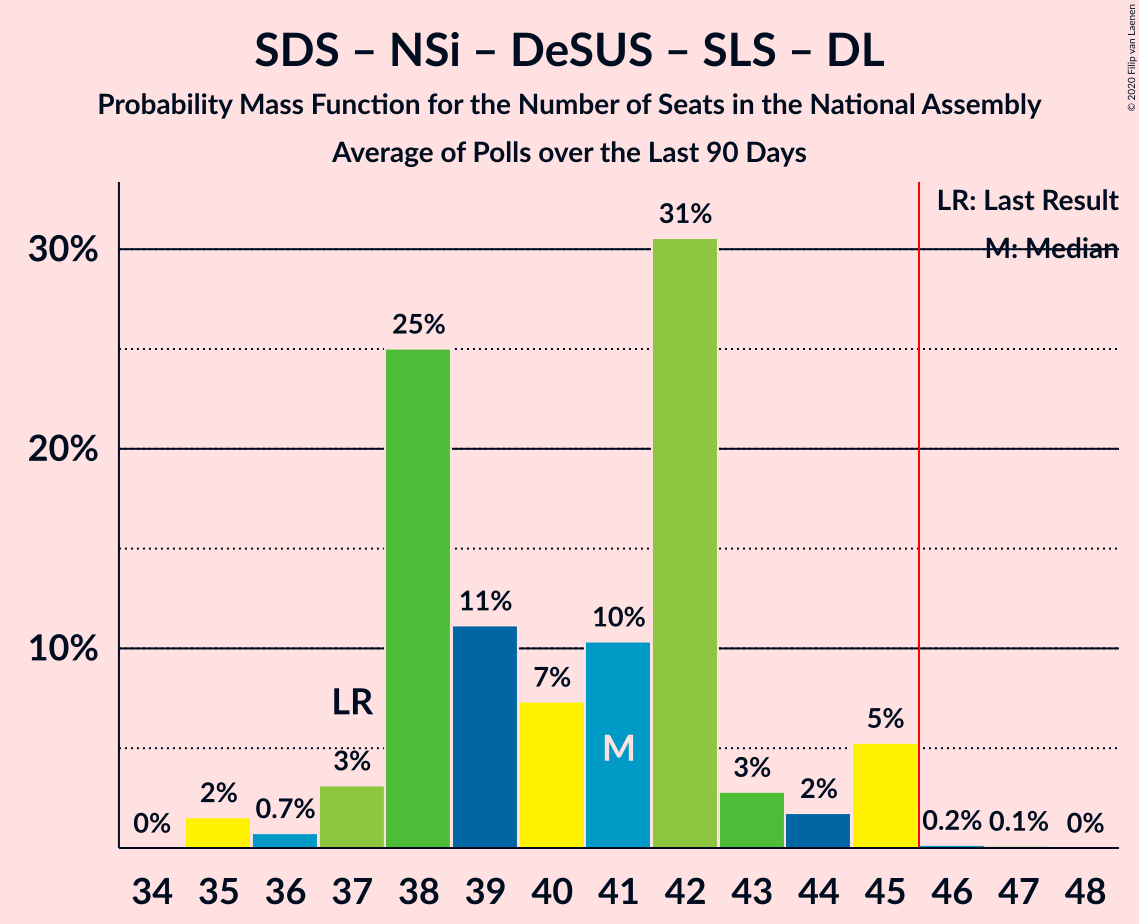 SDS – NSi – DeSUS – SLS – DL
Probability Mass Function for the Number of Seats in the National Assembly
Average of Polls over the Last 90 Days
© 2020 Filip van Laenen
LR: Last Result
M: Median
30%
20%
10%
0%
2%
0.7%
3%
LR
25%
11%
7%
10%
M
31%
3%
2%
5%
0.2%
0.1%
0%
34 35 36 37 38 39 40 41 42 43 44 45 46 47 48